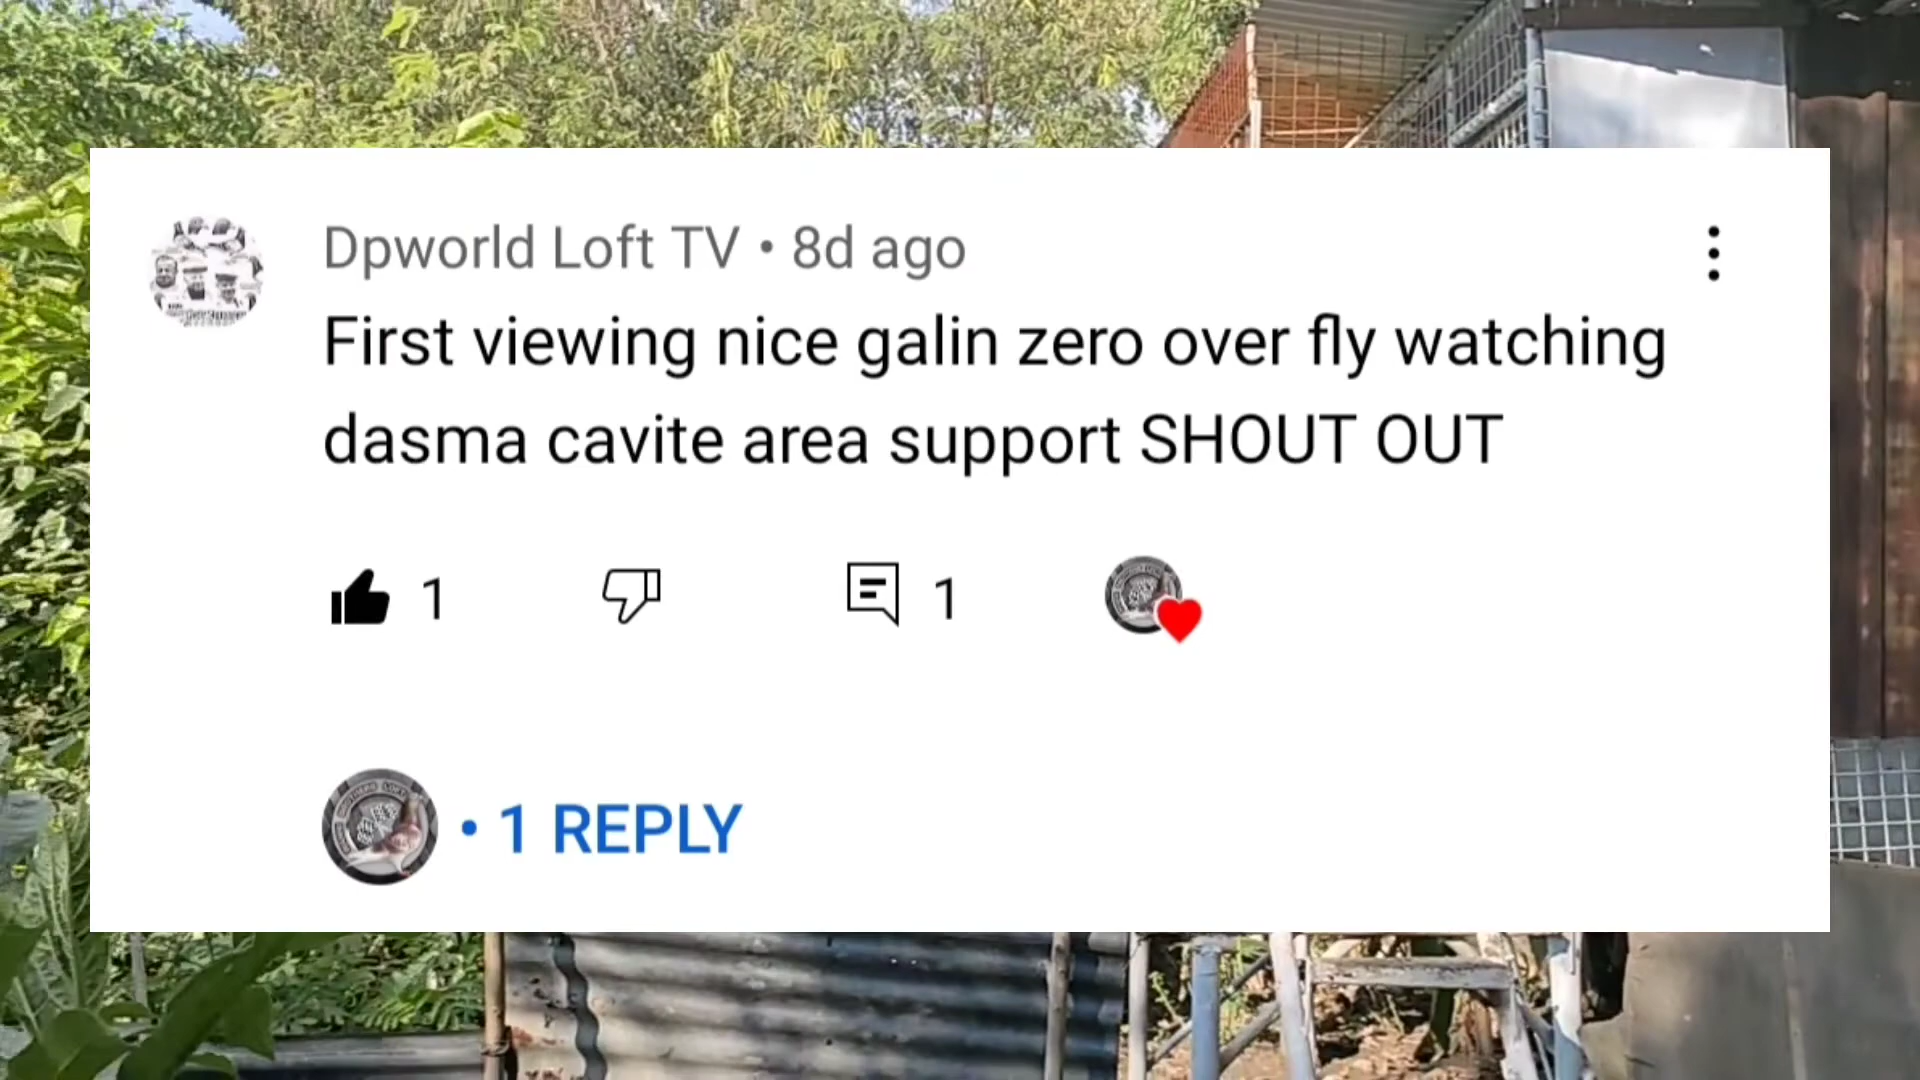 Dpworld Loft TV • 8d ago
First viewing nice galin zero over fly watching
dasma cavite area support SHOUT OUT
1
1
• 1 REPLY